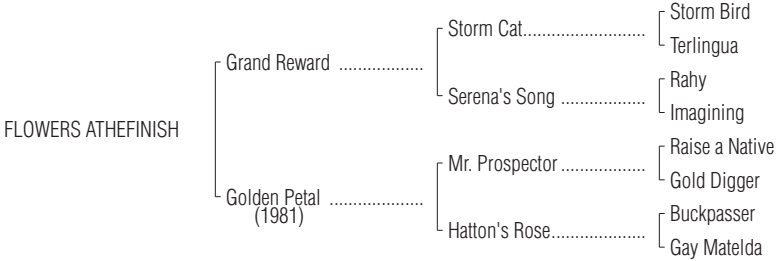 Storm Bird
Storm Cat.........................
Terlingua
Grand Reward ..................
Rahy
Serena's Song ..................
Imagining
FLOWERS ATHEFINISH
Raise a Native
Mr. Prospector ..................
Gold Digger
Golden Petal ....................
(1981)
Buckpasser
Hatton's Rose....................
Gay Matelda